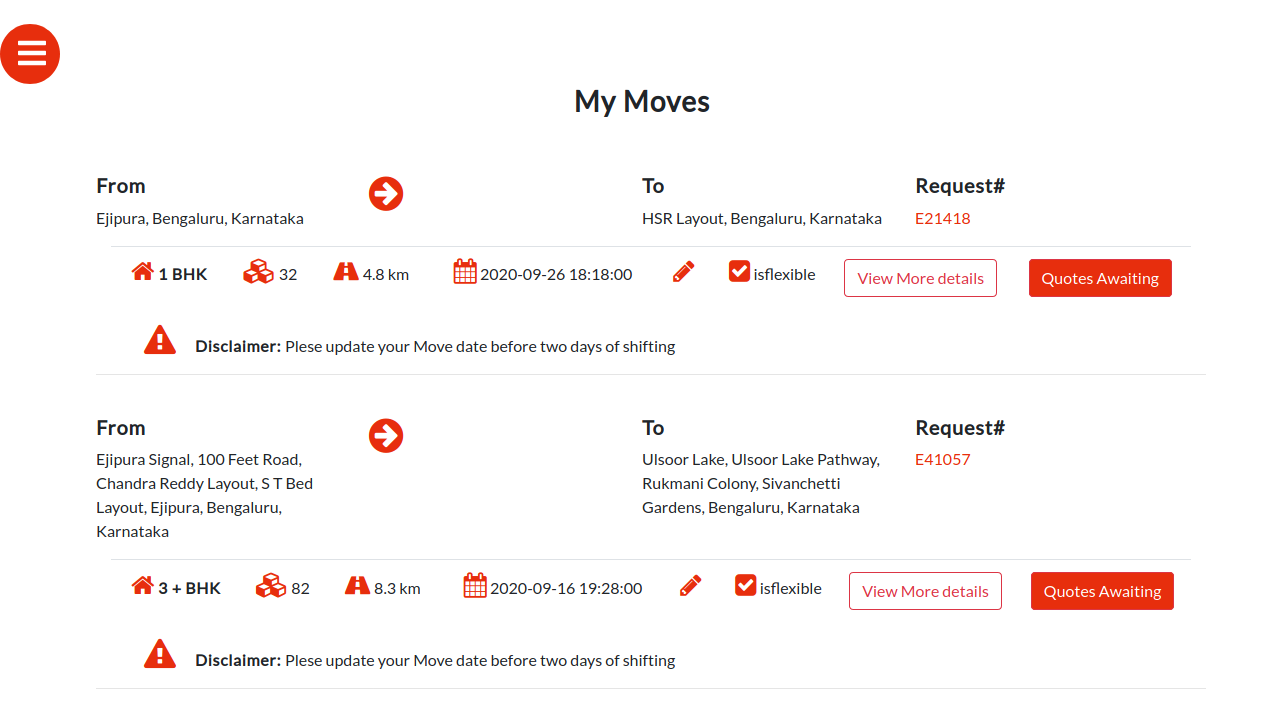 My Moves
From
To
Request#
Ejipura, Bengaluru, Karnataka
HSR Layout, Bengaluru, Karnataka
E21418
1 BHK 32 4.8 km 2020-09-26 18:18:00 isflexible View More details Quotes Awaiting
Disclaimer: Plese update your Move date before two days of shifting
From
Ejipura Signal, 100 Feet Road,
Chandra Reddy Layout, S T Bed
Layout, Ejipura, Bengaluru,
Karnataka
To
Ulsoor Lake, Ulsoor Lake Pathway,
Rukmani Colony, Sivanchetti
Gardens, Bengaluru, Karnataka
Request#
E41057
3 + BHK 82 8.3 km 2020-09-16 19:28:00 isflexible View More details Quotes Awaiting
Disclaimer: Plese update your Move date before two days of shifting